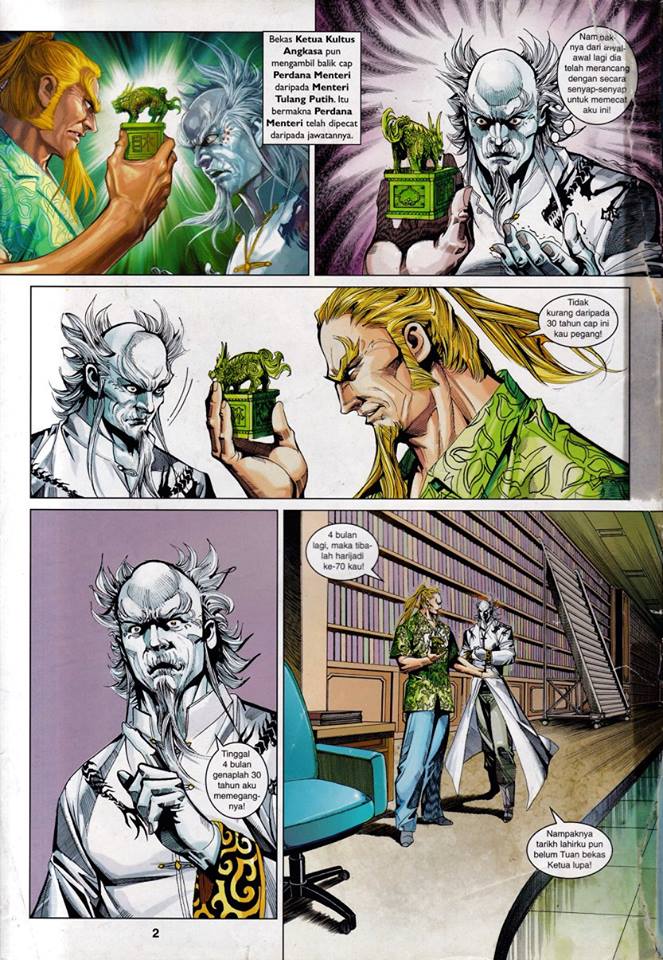 Bekas Ketua Kultus
Angkasa pun
mengambil balik cap
Perdana Menteri
daripada Menteri
Tulang Putih. Itu
bermakna Perdana
Menteri telah dipecat
daripada jawatannya.
Nampak-
nya dari awal-
awal lagi dia
telah merancang
dengan secara
senyap-senyap
untuk memecat
aku ini!
Tidak
kurang daripada
30 tahun cap ini
kau pegang!
Tinggal
4 bulan
genaplah 30
tahun aku
memegang-
nya!
4 bulan
lagi, maka tiba-
lah harijadi
ke-70 kau!
Nampaknya
tarikh lahirku pun
belum Tuan bekas
Ketua lupa!
2